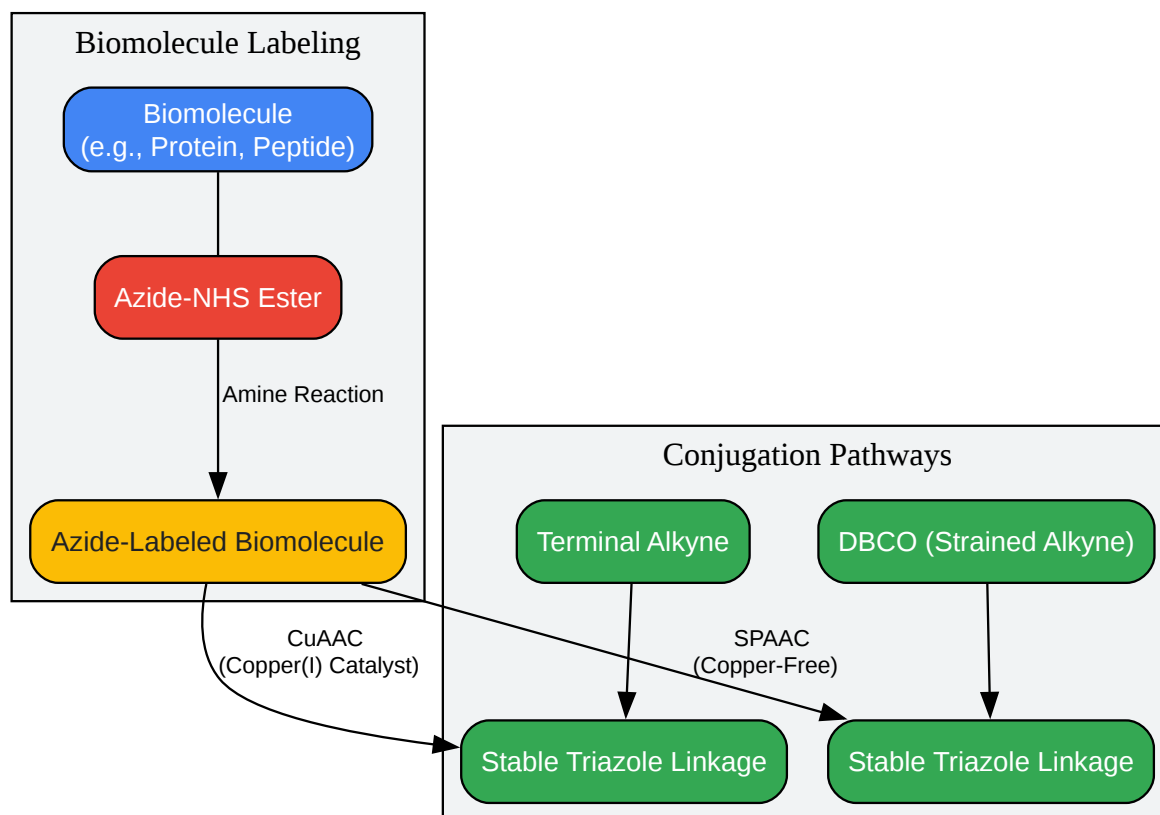 Biomolecule Labeling
Biomolecule
(e.g., Protein, Peptide)
Azide-NHS Ester
Amine Reaction
Azide-Labeled Biomolecule
Conjugation Pathways
Terminal Alkyne
DBCO (Strained Alkyne)
CuAAC
(Copper(I) Catalyst)
SPAAC
(Copper-Free)
Stable Triazole Linkage
Stable Triazole Linkage